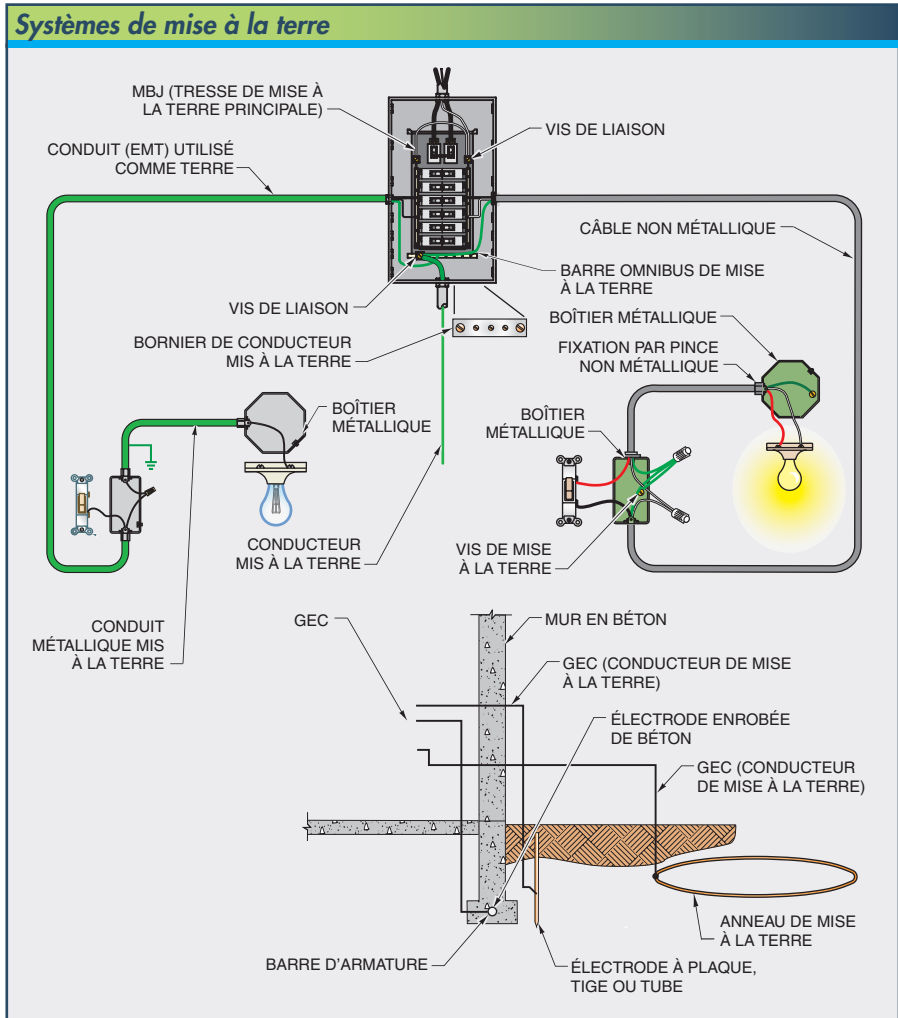 Systèmes de mise à la terre
MBJ (TRESSE DE MISE À
LA TERRE PRINCIPALE)
VIS DE LIAISON
CONDUIT (EMT) UTILISÉ
COMME TERRE
CÂBLE NON MÉTALLIQUE
BARRE OMNIBUS DE MISE
À LA TERRE
VIS DE LIAISON
BOÎTIER MÉTALLIQUE
BORNIER DE CONDUCTEUR
MIS À LA TERRE
FIXATION PAR PINCE
NON MÉTALLIQUE
BOÎTIER
MÉTALLIQUE
BOÎTIER
MÉTALLIQUE
CONDUCTEUR
MIS À LA TERRE
VIS DE MISE
À LA TERRE
CONDUIT
MÉTALLIQUE MIS
À LA TERRE
GEC
MUR EN BÉTON
GEC (CONDUCTEUR DE MISE
À LA TERRE)
ÉLECTRODE ENROBÉE
DE BÉTON
GEC (CONDUCTEUR
DE MISE À LA TERRE)
ANNEAU DE MISE
À LA TERRE
BARRE D'ARMATURE
ÉLECTRODE À PLAQUE,
TIGE OU TUBE